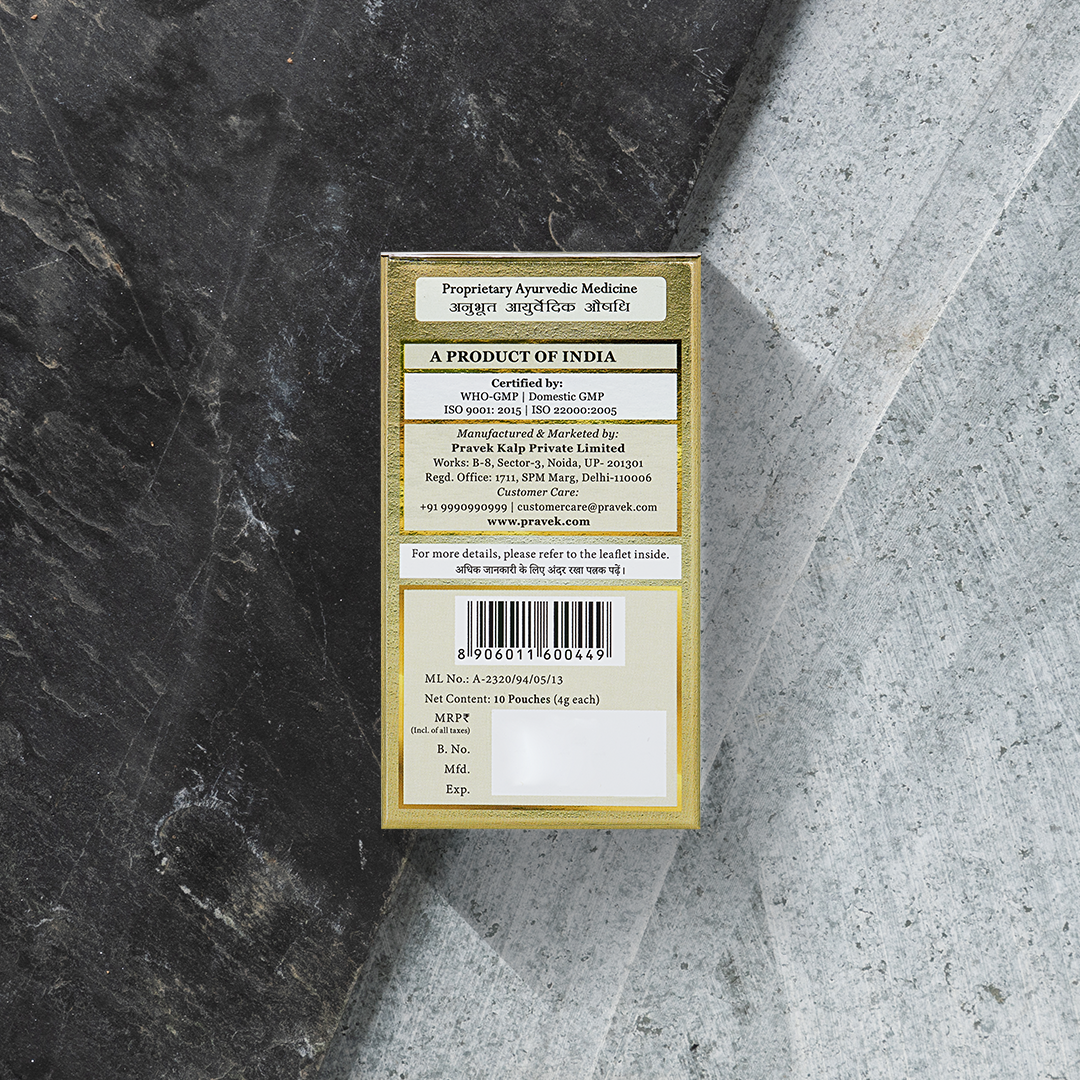 Proprietary Ayurvedic Medicine
अनुभूत आयुर्वेदिक औषधि
A PRODUCT OF INDIA
Certified by:
WHO-GMP | Domestic GMP
ISO 9001: 2015 | ISO 22000:2005
Manufactured & Marketed by:
Pravek Kalp Private Limited
Works: B-8, Sector-3, Noida, UP- 201301
Regd. Office: 1711, SPM Marg, Delhi-110006
Customer Care:
+91 9990990999 | customercare@pravek.com
www.pravek.com
For more details, please refer to the leaflet inside.
अधिक जानकारी के लिए अंदर रखा पत्रक पढ़ें।
8 906011 600449
ML No.: A-2320/94/05/13
Net Content: 10 Pouches (4g each)
MRP₹
(Incl. of all taxes)
B. No.
Mfd.
Exp.